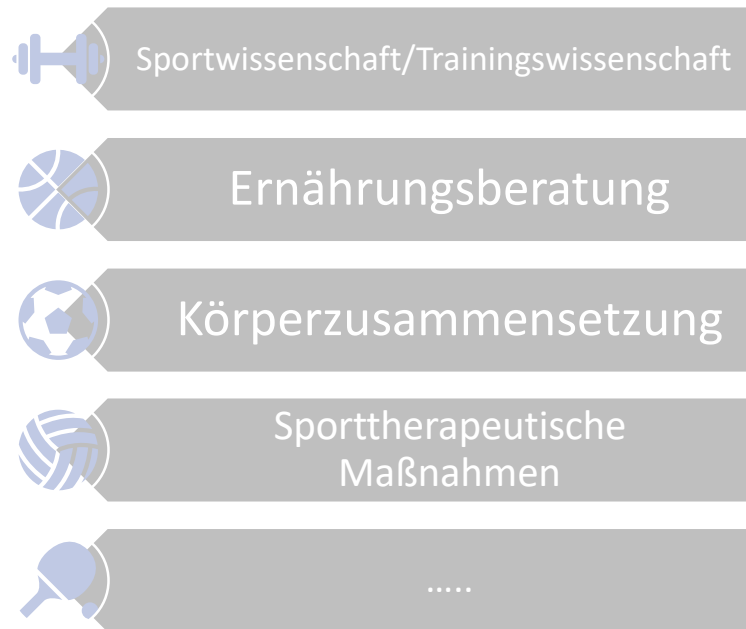 Sportwissenschaft/Trainingswissenschaft
Ernährungsberatung
Körperzusammensetzung
Sporttherapeutische
Maßnahmen
…..